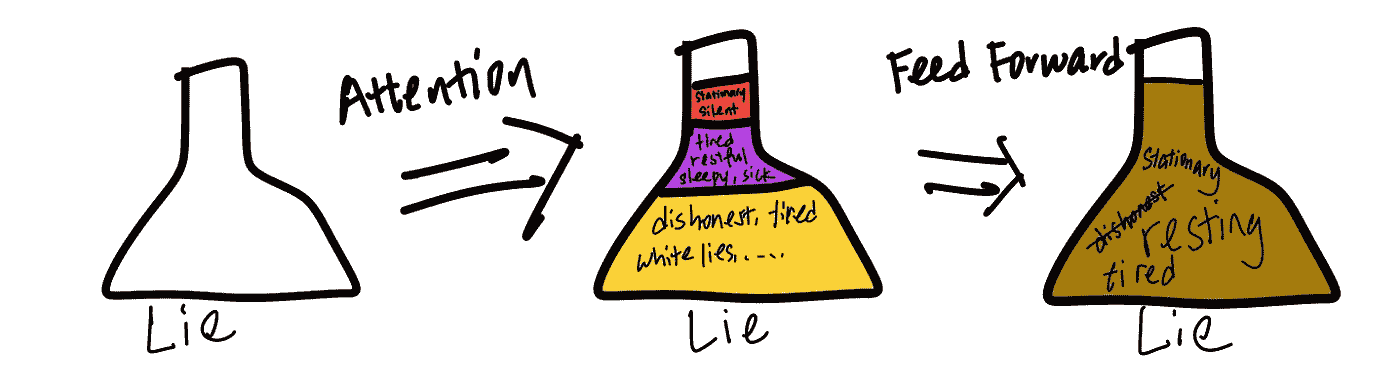 Attention
Feed Forward
stationary
silent
tired
restful
sleepy, sick
dishonest, tired
white lies, .....
stationary
dishonest
resting
tired
Lie
Lie
Lie